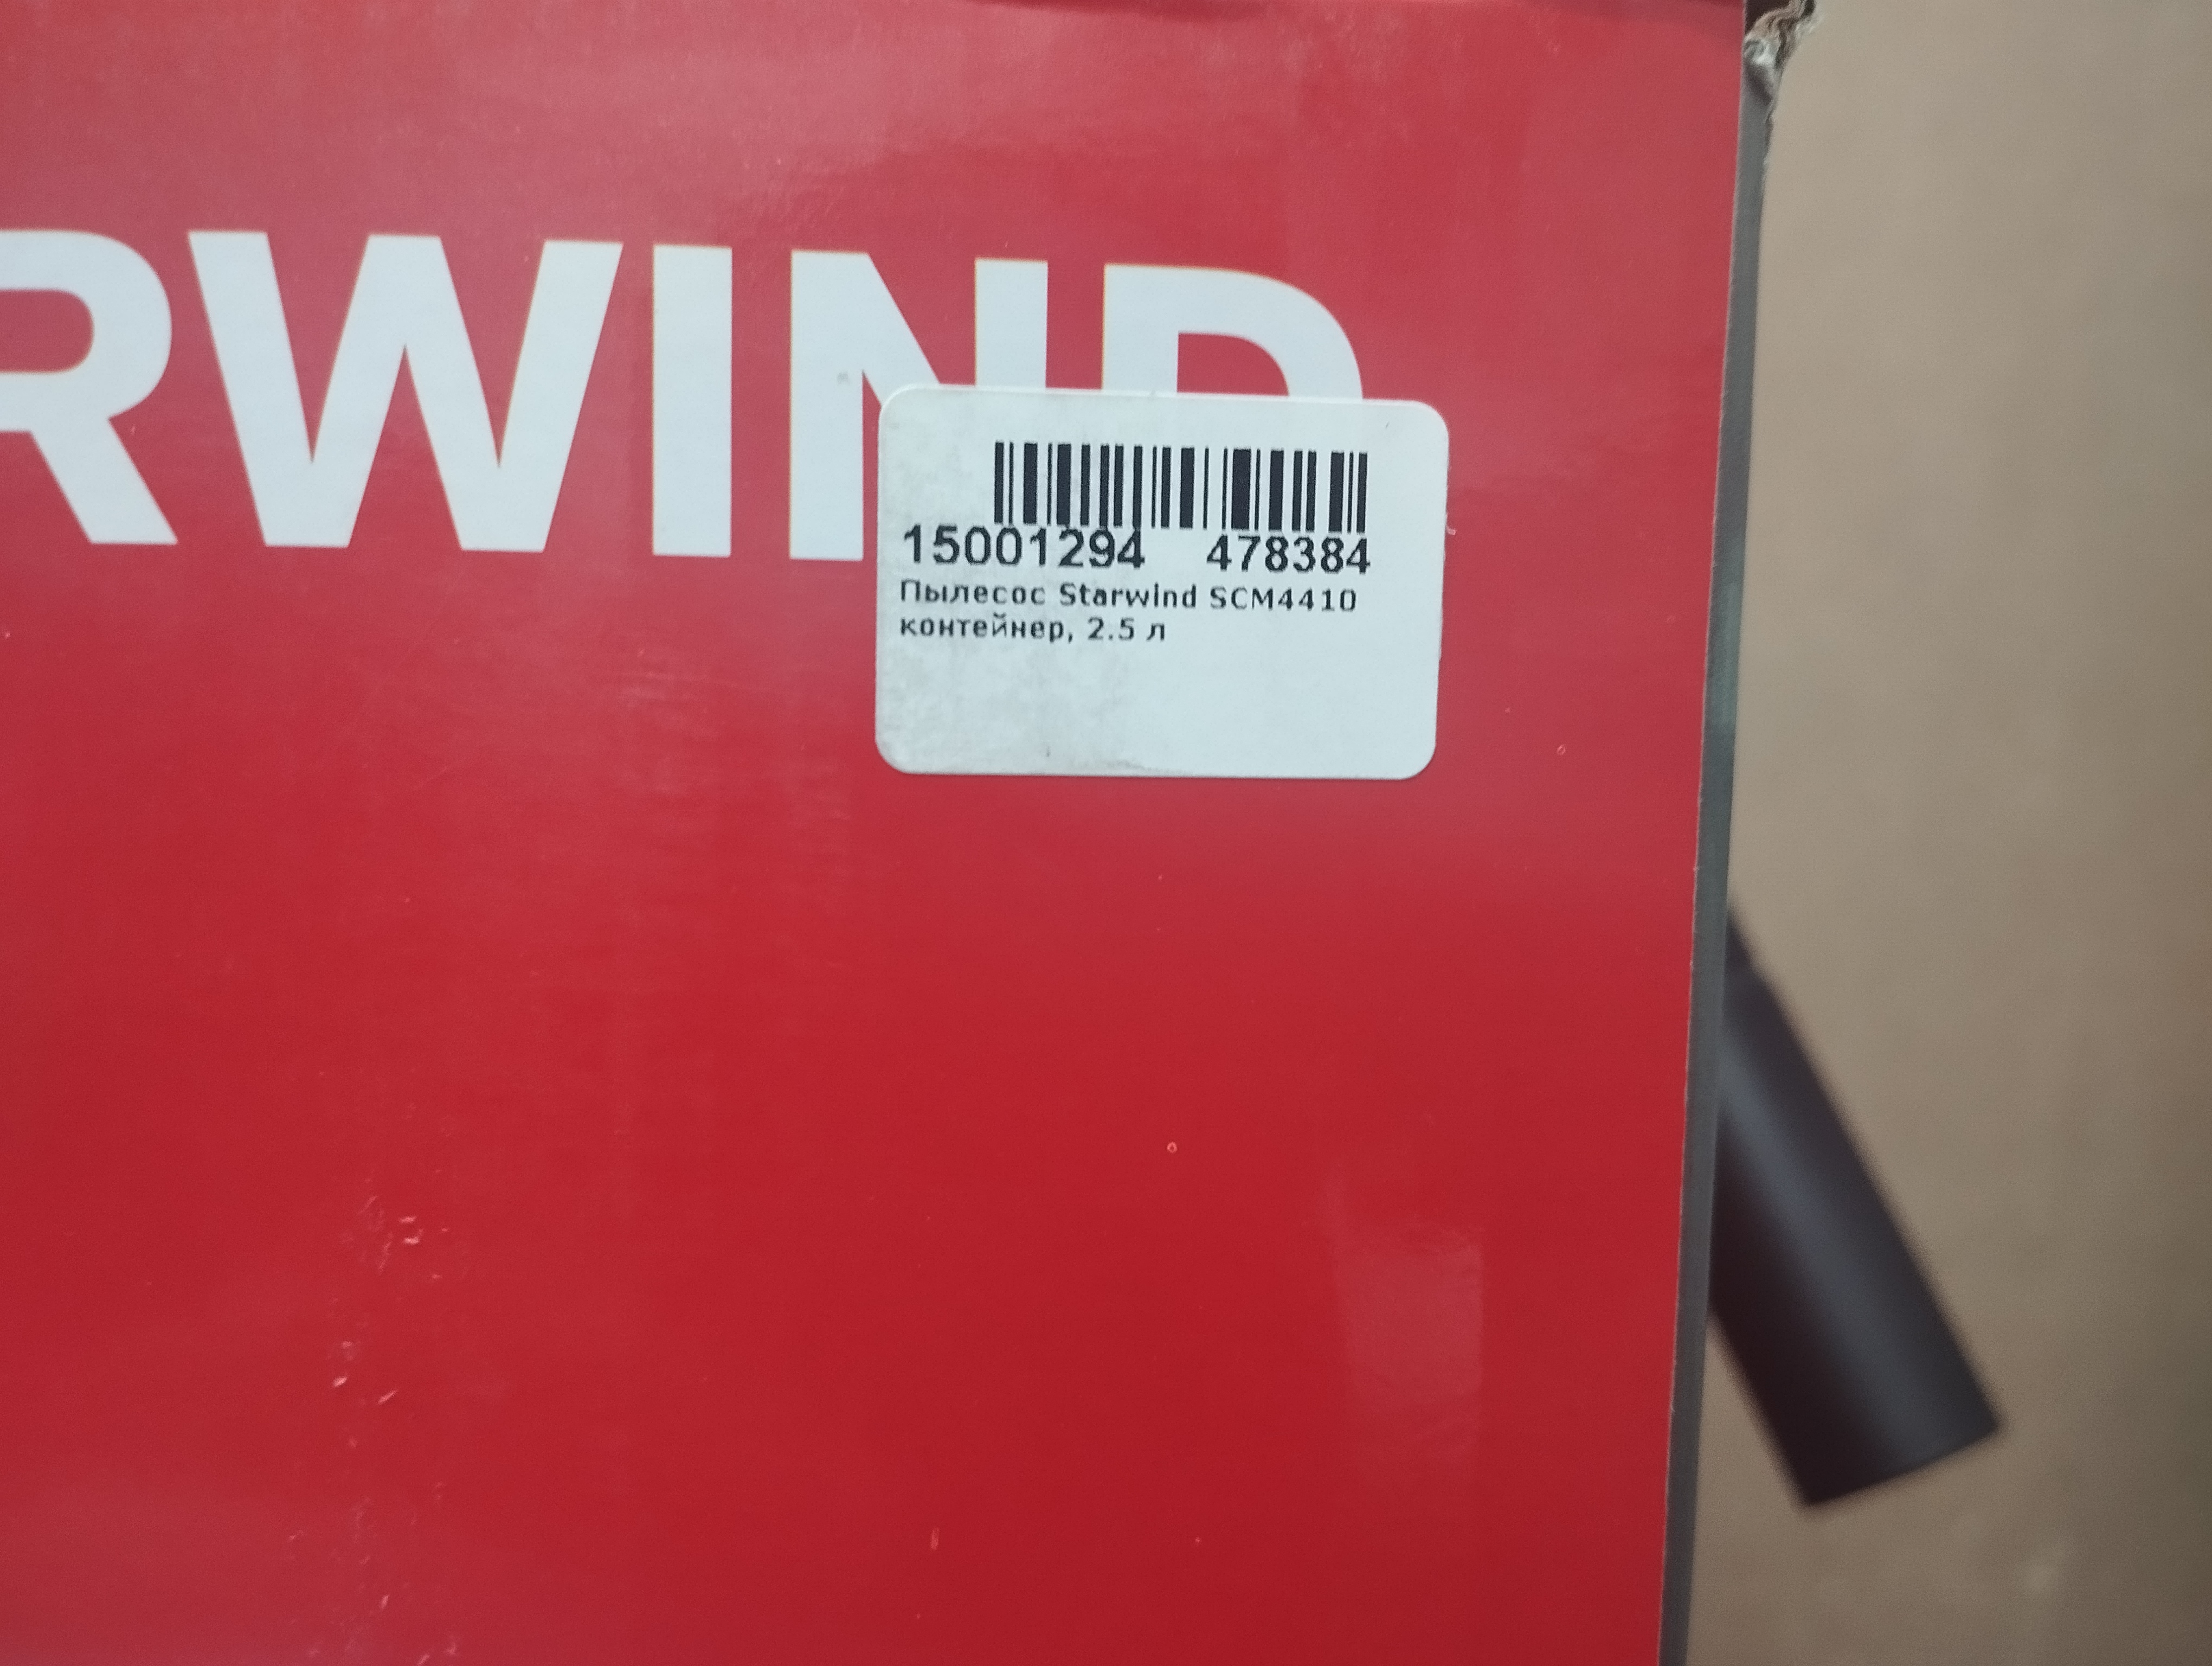 RWIND
15001294 478384
Пылесос Starwind SCM4410
контейнер, 2.5 л